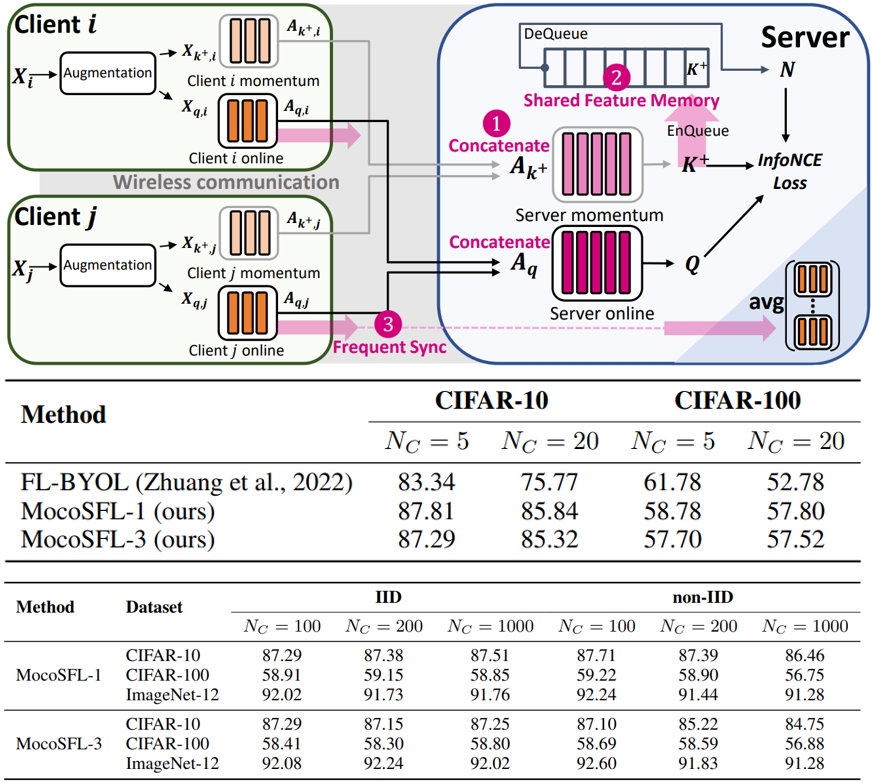 Client i
X_i
Augmentation
X_{k+,i}
X_{q,i}
A_{k+,i}
Client i momentum
A_{q,i}
Client i online
Wireless communication
Client j
X_j
Augmentation
X_{k+,j}
X_{q,j}
A_{k+,j}
Client j momentum
A_{q,j}
Client j online
3
Frequent Sync
Server
DeQueue
2
K+
N
Shared Feature Memory
1
Concatenate
EnQueue
A_{k+}
K+
InfoNCE
Loss
Server momentum
Concatenate
A_q
Q
Server online
avg
Method CIFAR-10 CIFAR-100
N_C = 5 N_C = 20 N_C = 5 N_C = 20
FL-BYOL (Zhuang et al., 2022) 83.34 75.77 61.78 52.78
MocoSFL-1 (ours) 87.81 85.84 58.78 57.80
MocoSFL-3 (ours) 87.29 85.32 57.70 57.52
Method Dataset IID non-IID
N_C = 100 N_C = 200 N_C = 1000 N_C = 100 N_C = 200 N_C = 1000
CIFAR-10 87.29 87.38 87.51 87.71 87.39 86.46
MocoSFL-1 CIFAR-100 58.91 59.15 58.85 59.22 58.90 56.75
ImageNet-12 92.02 91.73 91.76 92.24 91.44 91.28
CIFAR-10 87.29 87.15 87.25 87.10 85.22 84.75
MocoSFL-3 CIFAR-100 58.41 58.30 58.80 58.69 58.59 56.88
ImageNet-12 92.08 92.24 92.02 92.60 91.83 91.28